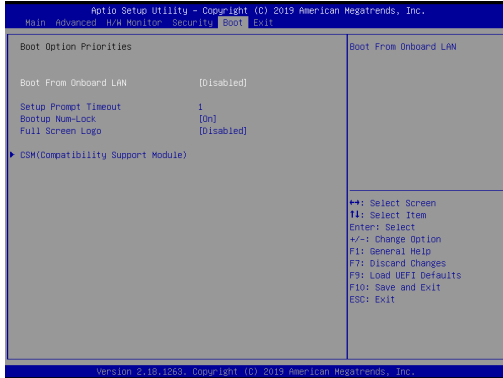 Aptio Setup Utility – Copyright (C) 2019 American Megatrends, Inc.
Main Advanced H/W Monitor Security Boot Exit
Boot Option Priorities
Boot From Onboard LAN [Disabled]
Setup Prompt Timeout 1
Bootup Num-Lock [On]
Full Screen Logo [Disabled]
CSM(Compatibility Support Module)
Boot From Onboard LAN
↔: Select Screen
↑↓: Select Item
Enter: Select
+/-: Change Option
F1: General Help
F7: Discard Changes
F9: Load UEFI Defaults
F10: Save and Exit
ESC: Exit
Version 2.18.1263. Copyright (C) 2019 American Megatrends, Inc.